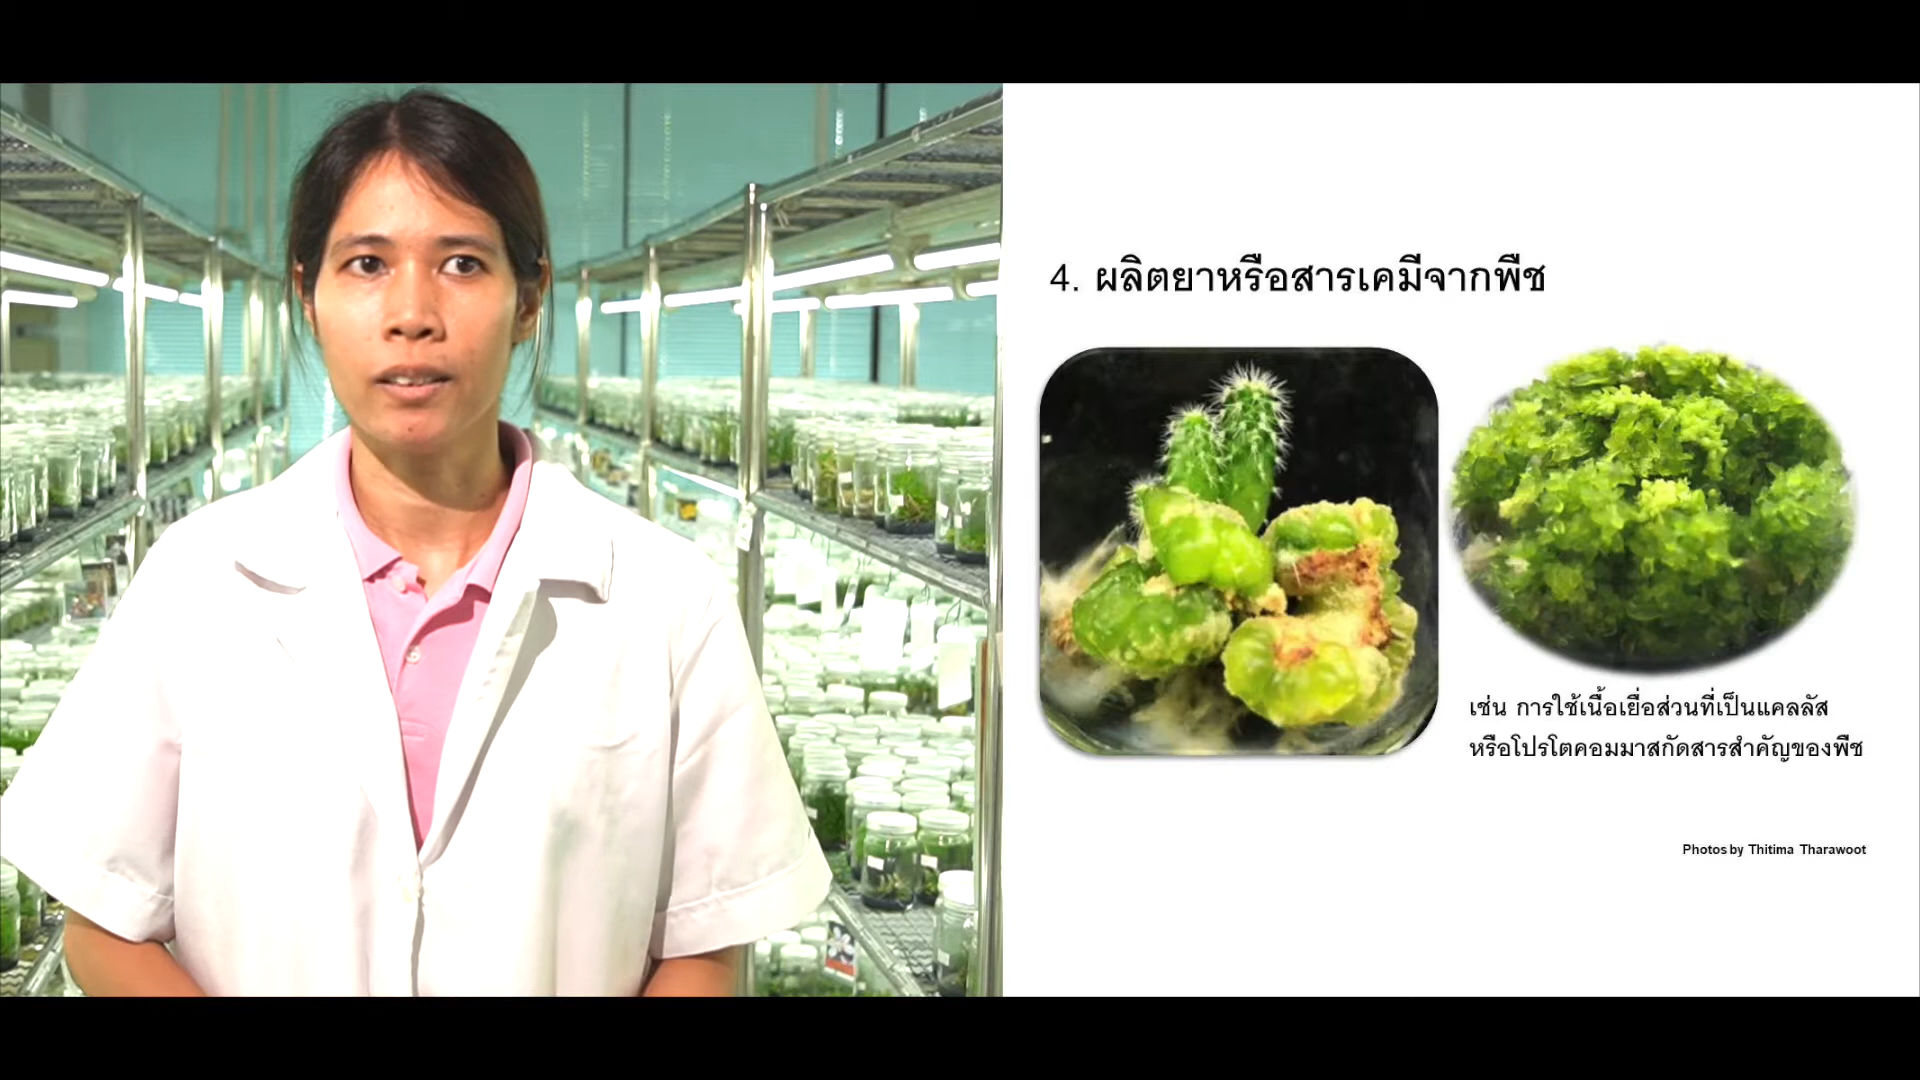 4. ผลิตยาหรือสารเคมีจากพืช
เช่น การใช้เนื้อเยื่อส่วนที่เป็นแคลลัส
หรือโปรโตคอมมาสกัดสารสำคัญของพืช
Photos by Thitima Tharawoot